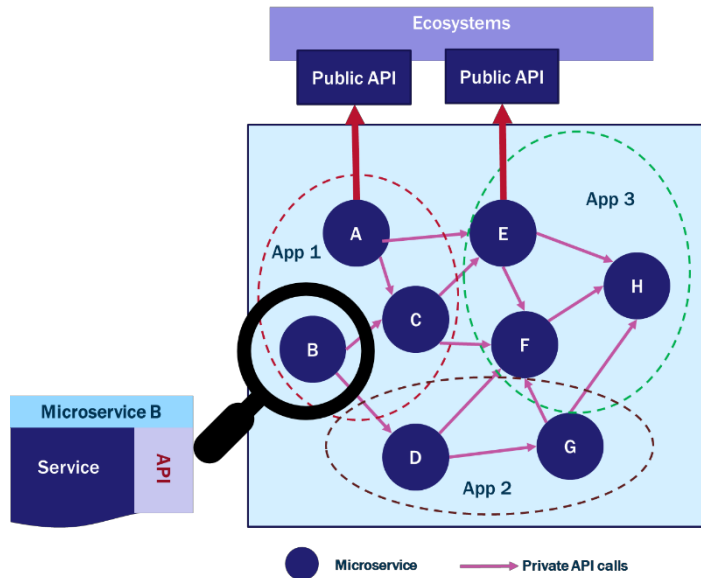 Ecosystems
Public API
Public API
App 3
A
E
App 1
H
C
B
F
Microservice B
Service
API
D
G
App 2
Microservice
Private API calls